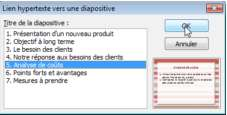 Lien hypertexte vers une diapositive
Titre de la diapositive :
1. Présentation d'un nouveau produit
2. Objectif à long terme
3. Le besoin des clients
4. Notre réponse aux besoins des clients
5. Analyse de coûts
6. Points forts et avantages
7. Mesures à prendre
OK
Annuler